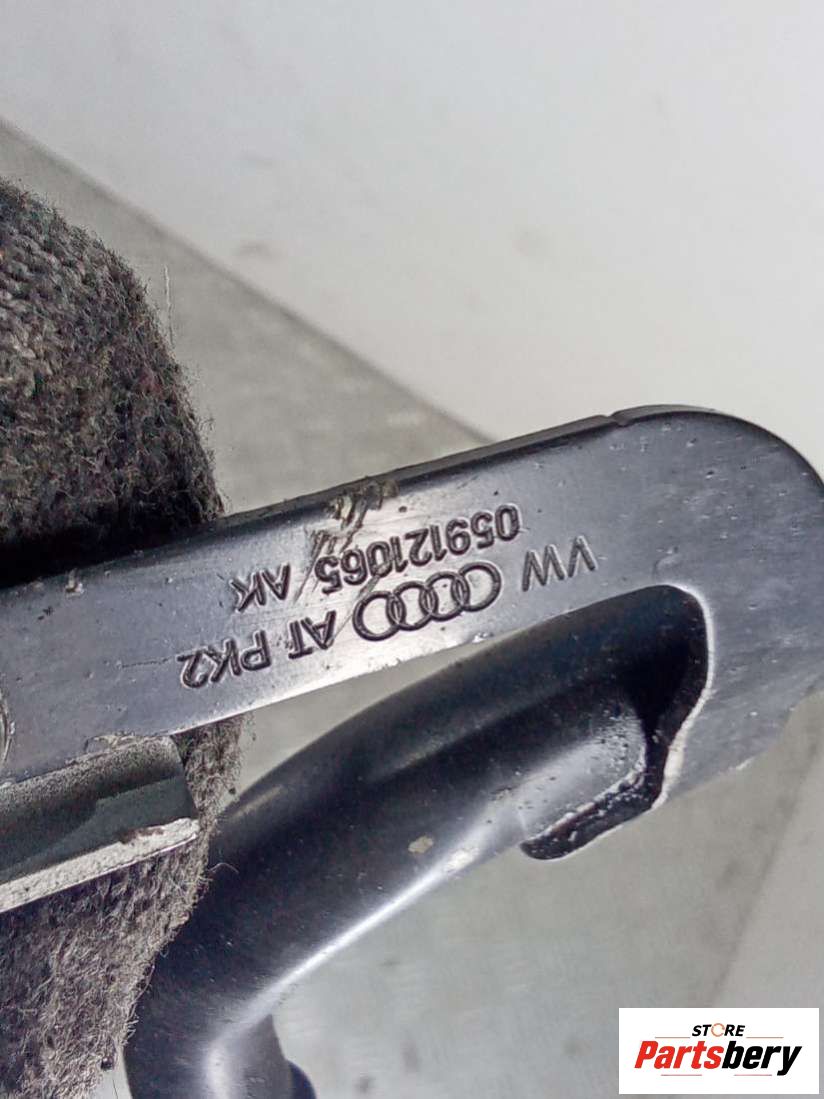 VW AT PK2
059121065 AK
STORE
Partsbery